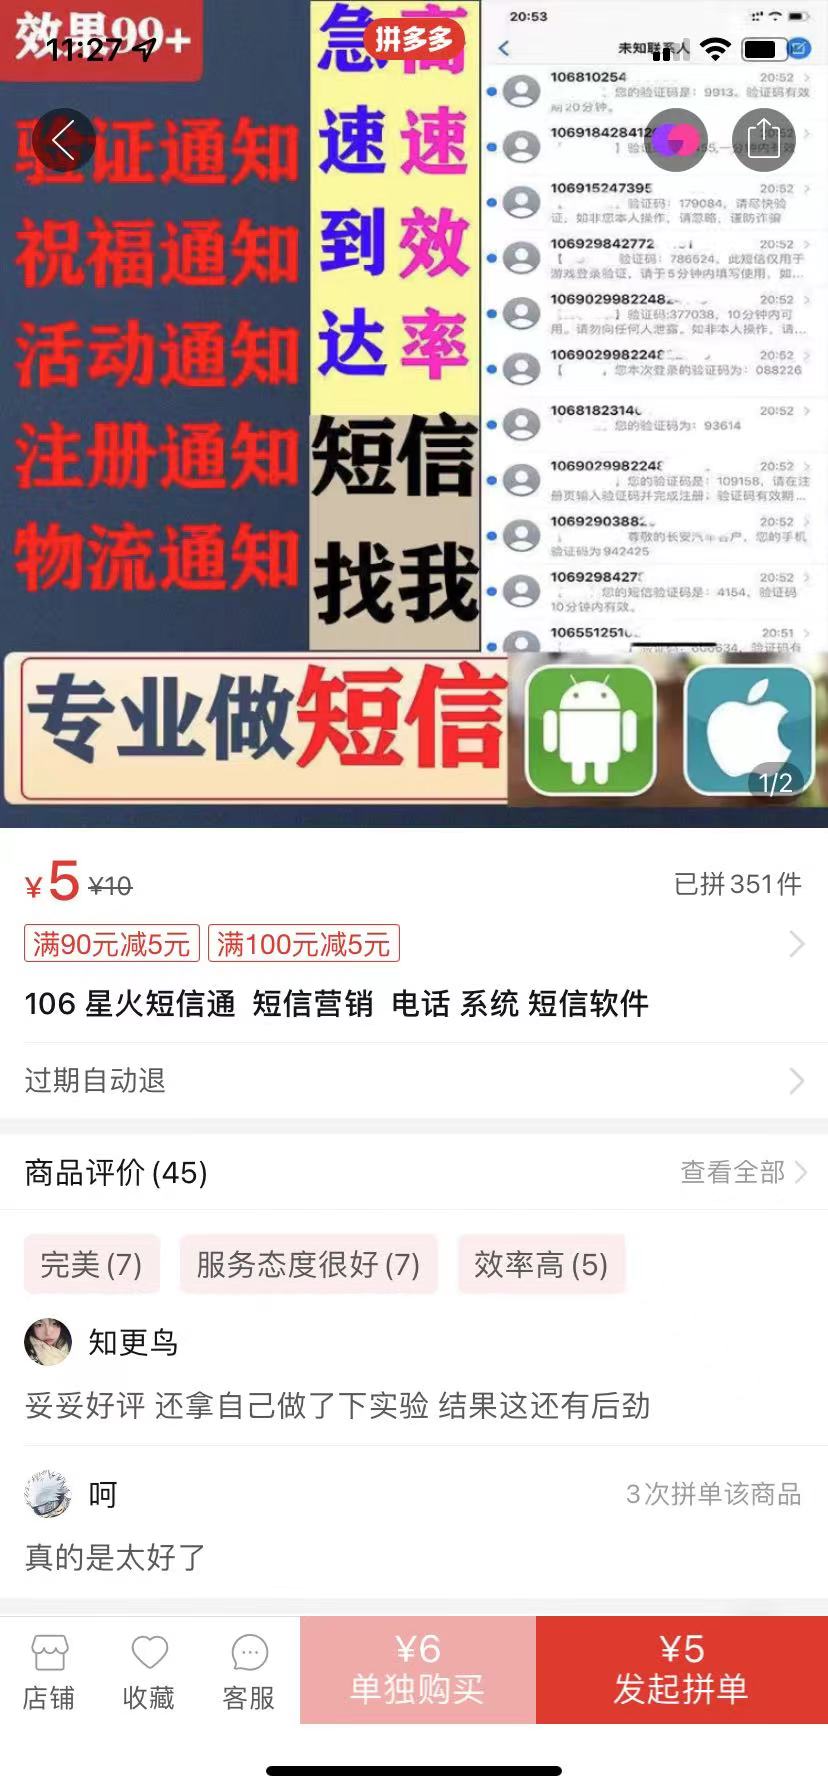 效果99+
11:27
拼多多
验证通知
祝福通知
活动通知
注册通知
物流通知
急速到达
高速效率
短信
找我
20:53
未知联系人
106810254
20:52
您的验证码是：9913。验证码有效
期20分钟。
10691842841
20:52
106915247395
20:52
验证码：179084，请尽快验
证，如非您本人操作，请忽略，谨防诈骗
106929842772
20:52
【 验证码：786524，此短信仅用于
游戏登录验证，请于5分钟内填写使用，如...
1069029982248
20:52
】验证码:377038，10分钟内可
用。请勿向任何人泄露。如非本人操作，请...
1069029982248
20:52
【 ，您本次登录的验证码为：088226
1068182314
20:52
您的验证码为：93614
1069029982248
20:52
，您的验证码是：109158，请在注
册页输入验证码并完成注册；验证码有效期...
10692903882
20:52
尊敬的长安汽车客户，您的手机
验证码为942425
1069298427
20:52
您的短信验证码是：4154，验证码
10分钟内有效。
106551251
20:51
专业做短信
1/2
¥5 ¥10
已拼351件
满90元减5元 满100元减5元
106 星火短信通 短信营销 电话 系统 短信软件
过期自动退
商品评价(45)
查看全部
完美(7) 服务态度很好(7) 效率高(5)
知更鸟
妥妥好评 还拿自己做了下实验 结果这还有后劲
呵
3次拼单该商品
真的是太好了
店铺
收藏
客服
¥6
单独购买
¥5
发起拼单